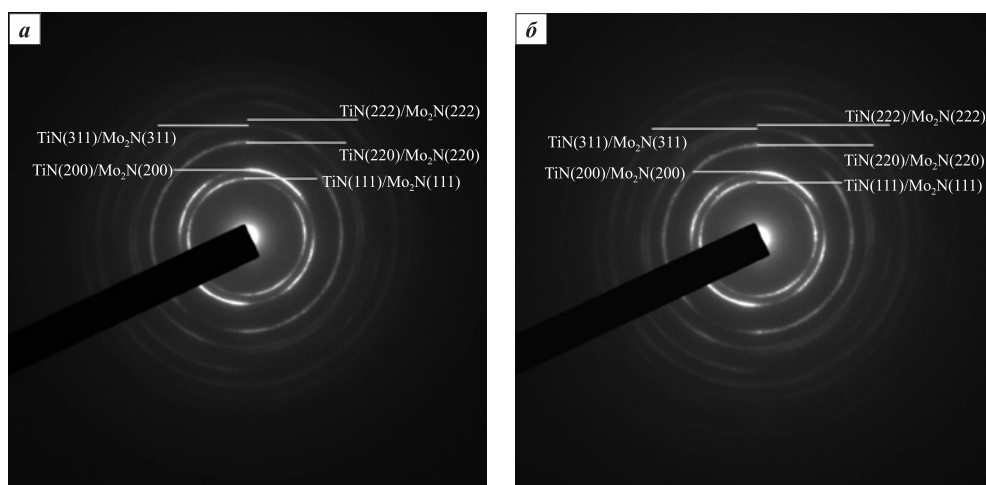 а
TiN(222)/Mo₂N(222)
TiN(311)/Mo₂N(311)
TiN(220)/Mo₂N(220)
TiN(200)/Mo₂N(200)
TiN(111)/Mo₂N(111)
б
TiN(222)/Mo₂N(222)
TiN(311)/Mo₂N(311)
TiN(220)/Mo₂N(220)
TiN(200)/Mo₂N(200)
TiN(111)/Mo₂N(111)